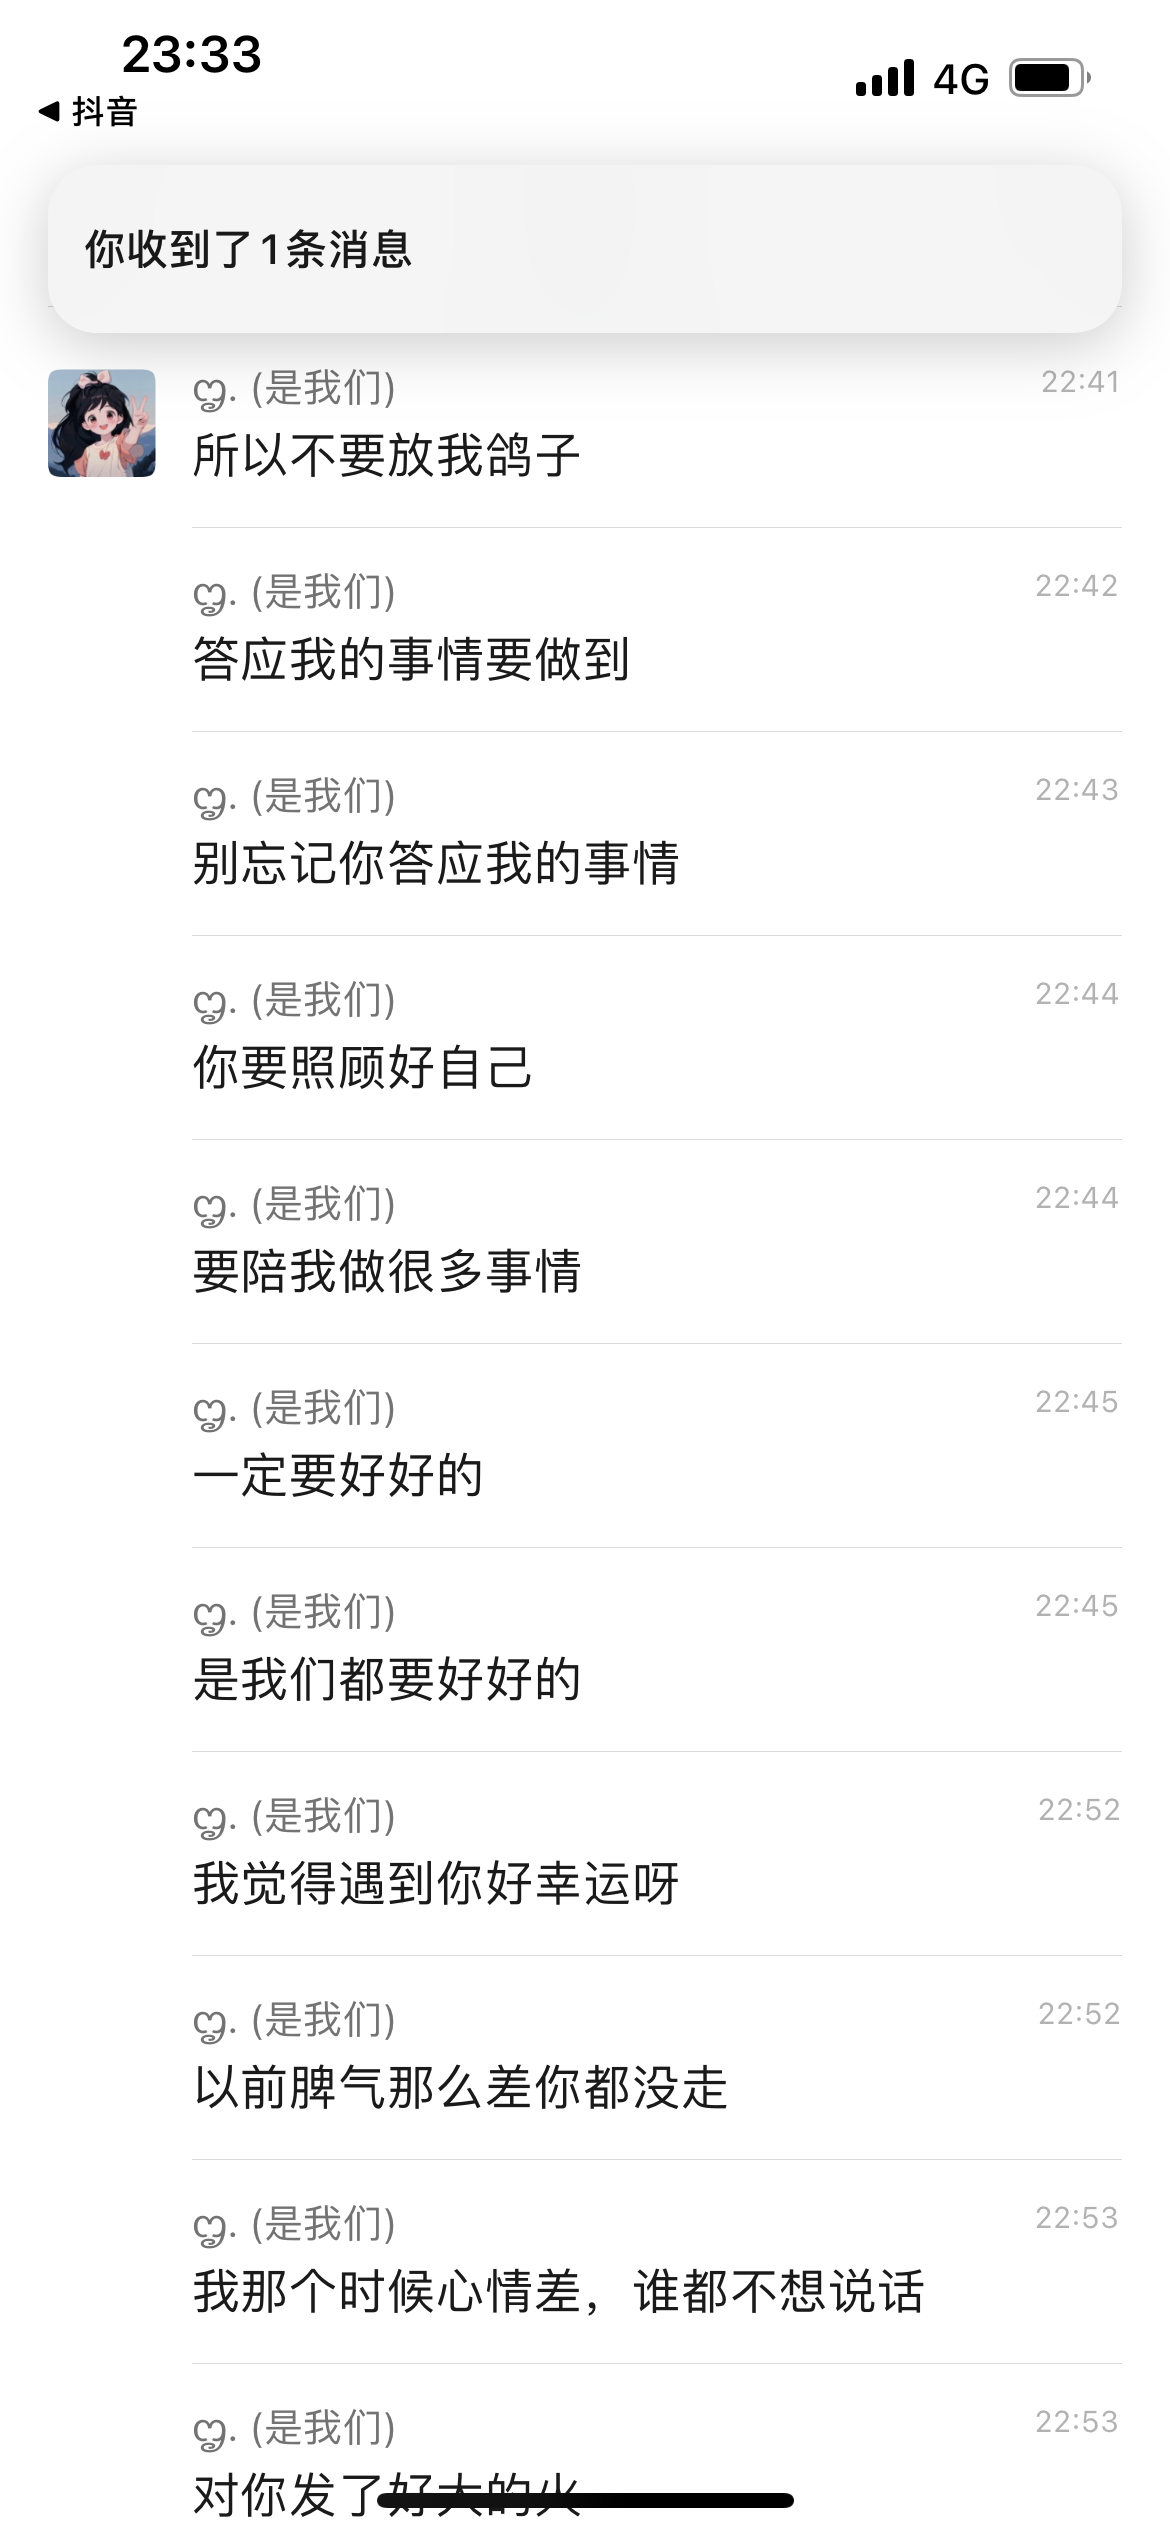 23:33
4G
◀ 抖音
你收到了1条消息
ღ. (是我们)
22:41
所以不要放我鸽子
ღ. (是我们)
22:42
答应我的事情要做到
ღ. (是我们)
22:43
别忘记你答应我的事情
ღ. (是我们)
22:44
你要照顾好自己
ღ. (是我们)
22:44
要陪我做很多事情
ღ. (是我们)
22:45
一定要好好的
ღ. (是我们)
22:45
是我们都要好好的
ღ. (是我们)
22:52
我觉得遇到你好幸运呀
ღ. (是我们)
22:52
以前脾气那么差你都没走
ღ. (是我们)
22:53
我那个时候心情差，谁都不想说话
ღ. (是我们)
22:53
对你发了好大的火